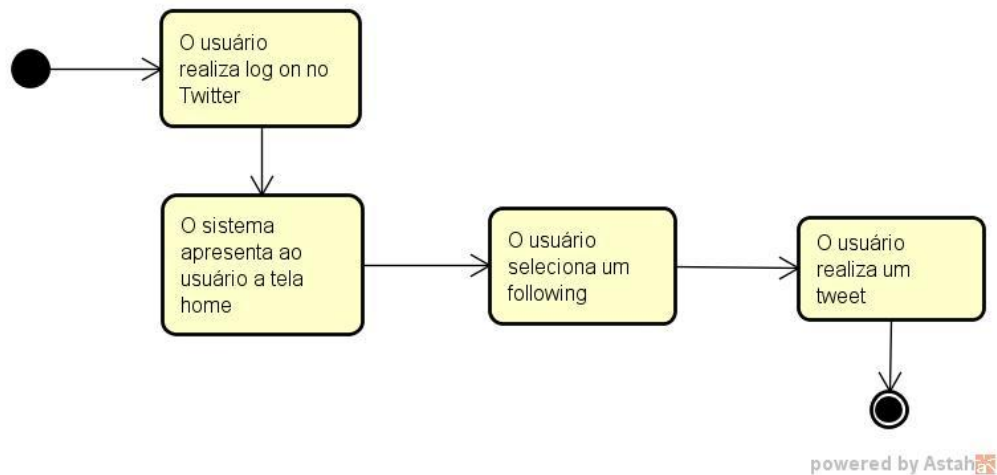 O usuário
realiza log on no
Twitter
O sistema
apresenta ao
usuário a tela
home
O usuário
seleciona um
following
O usuário
realiza um
tweet
powered by Astah